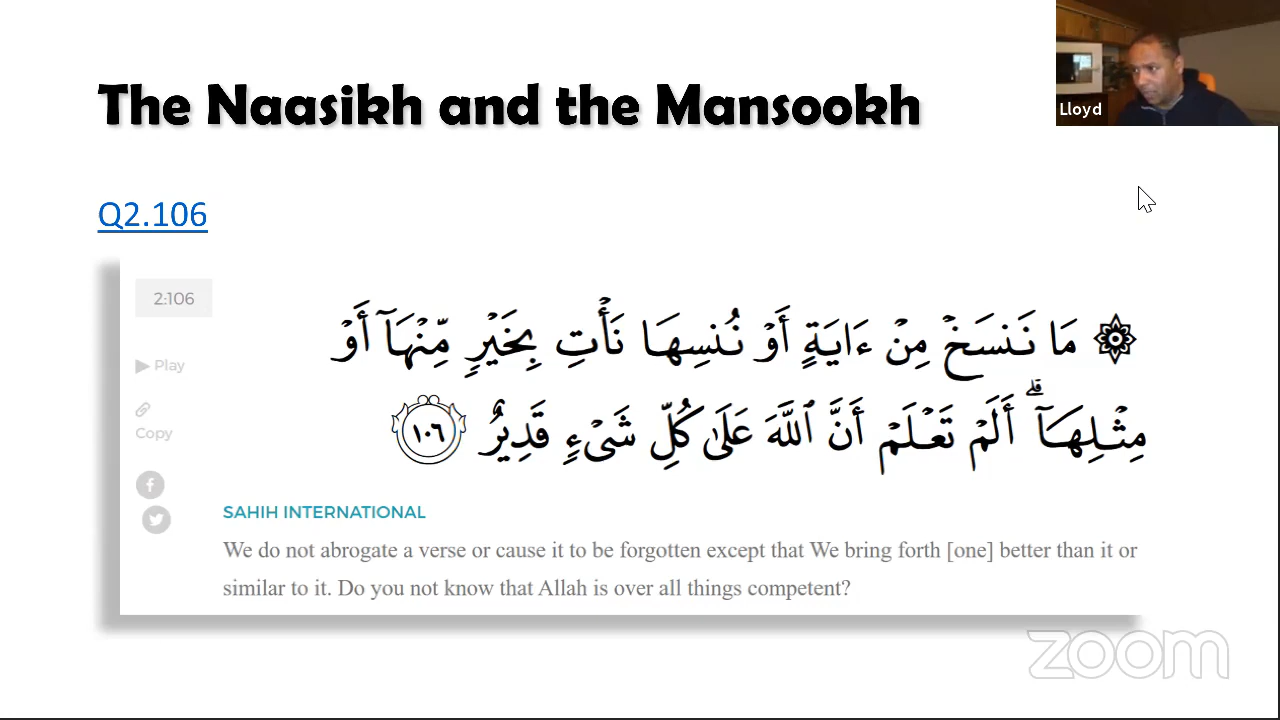 The Naasikh and the Mansookh
Lloyd
Q2.106
2:106
مَا نَنسَخْ مِنْ ءَايَةٍ أَوْ نُنسِهَا نَأْتِ بِخَيْرٍ مِّنْهَآ أَوْ
مِثْلِهَآ ۗ أَلَمْ تَعْلَمْ أَنَّ ٱللَّهَ عَلَىٰ كُلِّ شَىْءٍ قَدِيرٌ ١٠٦
Play
Copy
SAHIH INTERNATIONAL
We do not abrogate a verse or cause it to be forgotten except that We bring forth [one] better than it or
similar to it. Do you not know that Allah is over all things competent?
zoom